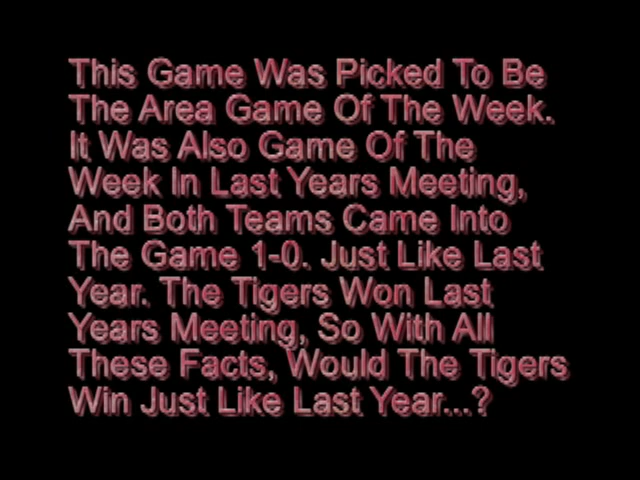 This Game Was Picked To Be
The Area Game Of The Week.
It Was Also Game Of The
Week In Last Years Meeting,
And Both Teams Came Into
The Game 1-0. Just Like Last
Year. The Tigers Won Last
Years Meeting, So With All
These Facts, Would The Tigers
Win Just Like Last Year...?